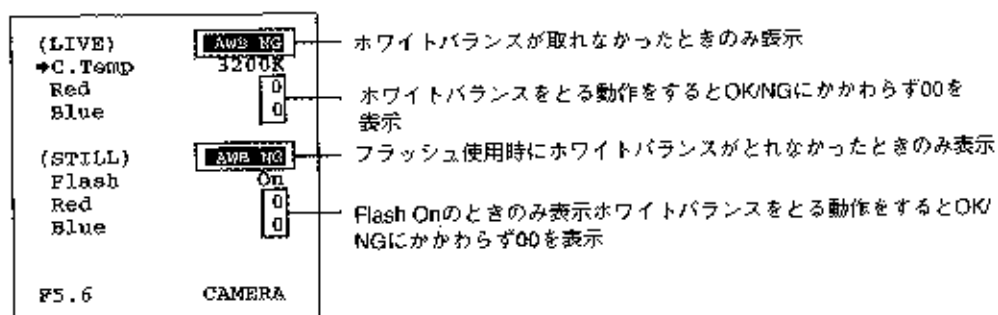 (LIVE) AWB NG
➔C.Temp 3200K
Red 0
Blue 0
(STILL) AWB NG
Flash On
Red 0
Blue 0
F5.6 CAMERA
ホワイトバランスが取れなかったときのみ表示
ホワイトバランスをとる動作をするとOK/NGにかかわらず00を
表示
フラッシュ使用時にホワイトバランスがとれなかったときのみ表示
Flash Onのときのみ表示ホワイトバランスをとる動作をするとOK/
NGにかかわらず00を表示